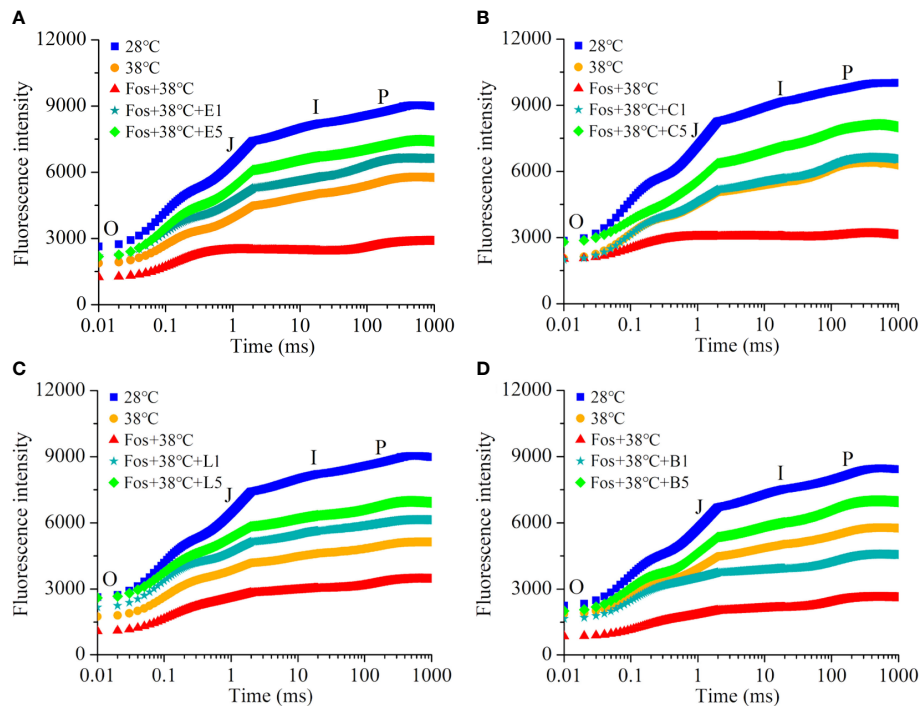 A
12000
9000
6000
3000
0
Fluorescence intensity
28℃
38℃
Fos+38℃
Fos+38℃+E1
Fos+38℃+E5
O
J
I
P
0.01 0.1 1 10 100 1000
Time (ms)
B
12000
9000
6000
3000
0
Fluorescence intensity
28℃
38℃
Fos+38℃
Fos+38℃+C1
Fos+38℃+C5
O
J
I
P
0.01 0.1 1 10 100 1000
Time (ms)
C
12000
9000
6000
3000
0
Fluorescence intensity
28℃
38℃
Fos+38℃
Fos+38℃+L1
Fos+38℃+L5
O
J
I
P
0.01 0.1 1 10 100 1000
Time (ms)
D
12000
9000
6000
3000
0
Fluorescence intensity
28℃
38℃
Fos+38℃
Fos+38℃+B1
Fos+38℃+B5
O
J
I
P
0.01 0.1 1 10 100 1000
Time (ms)